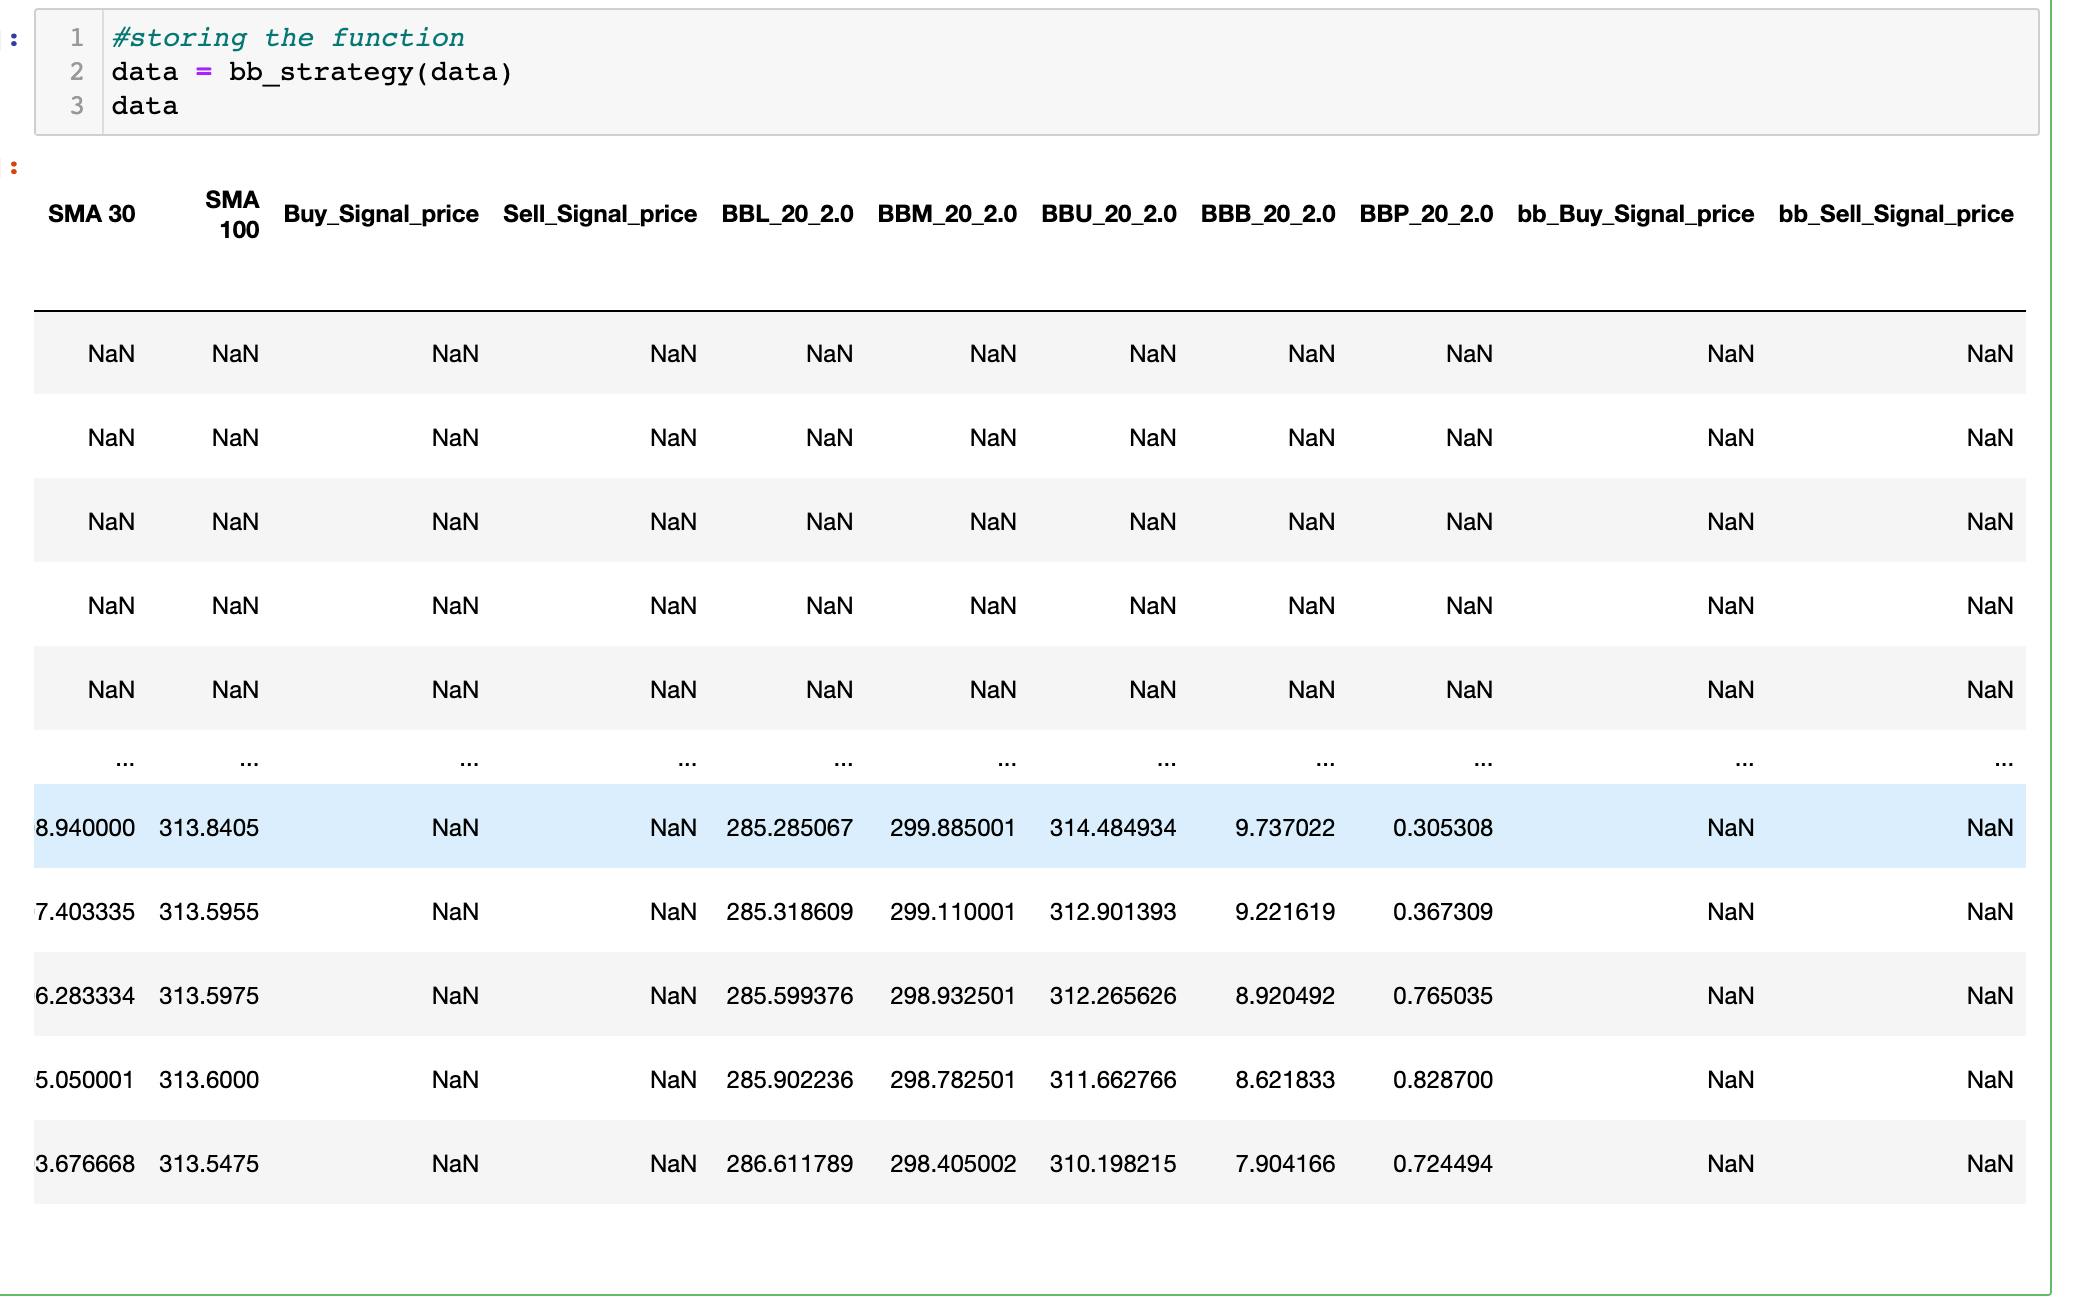 :
1 #storing the function
2 data = bb_strategy(data)
3 data
:
SMA 30 SMA 100 Buy_Signal_price Sell_Signal_price BBL_20_2.0 BBM_20_2.0 BBU_20_2.0 BBB_20_2.0 BBP_20_2.0 bb_Buy_Signal_price bb_Sell_Signal_price
NaN NaN NaN NaN NaN NaN NaN NaN NaN NaN NaN
NaN NaN NaN NaN NaN NaN NaN NaN NaN NaN NaN
NaN NaN NaN NaN NaN NaN NaN NaN NaN NaN NaN
NaN NaN NaN NaN NaN NaN NaN NaN NaN NaN NaN
NaN NaN NaN NaN NaN NaN NaN NaN NaN NaN NaN
... ... ... ... ... ... ... ... ... ... ...
8.940000 313.8405 NaN NaN 285.285067 299.885001 314.484934 9.737022 0.305308 NaN NaN
7.403335 313.5955 NaN NaN 285.318609 299.110001 312.901393 9.221619 0.367309 NaN NaN
6.283334 313.5975 NaN NaN 285.599376 298.932501 312.265626 8.920492 0.765035 NaN NaN
5.050001 313.6000 NaN NaN 285.902236 298.782501 311.662766 8.621833 0.828700 NaN NaN
3.676668 313.5475 NaN NaN 286.611789 298.405002 310.198215 7.904166 0.724494 NaN NaN